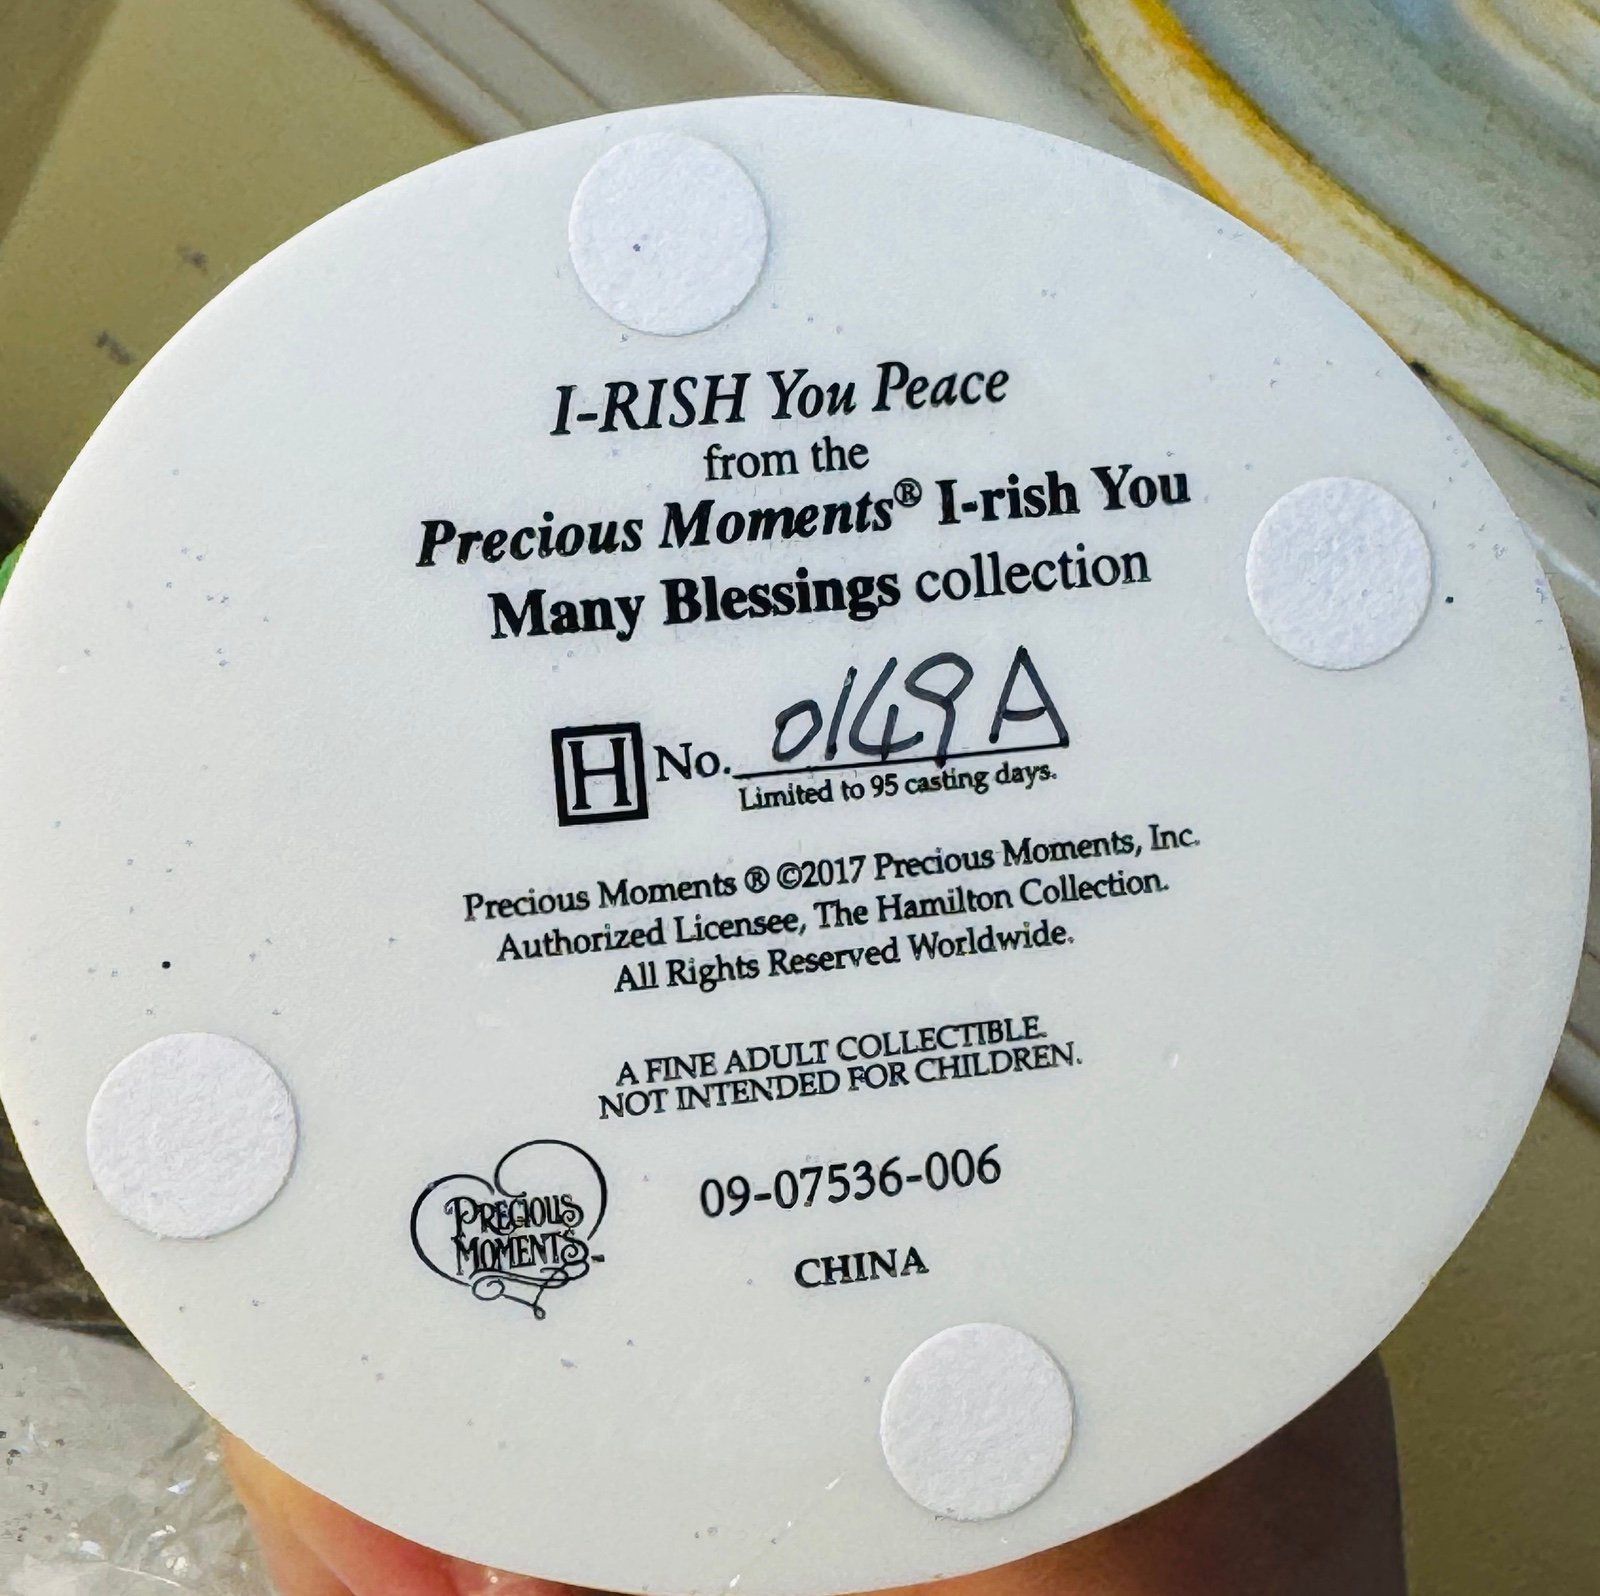 I-RISH You Peace
from the
Precious Moments® I-rish You
Many Blessings collection
H No. 0149A
Limited to 95 casting days.
Precious Moments ® ©2017 Precious Moments, Inc.
Authorized Licensee, The Hamilton Collection.
All Rights Reserved Worldwide.
A FINE ADULT COLLECTIBLE.
NOT INTENDED FOR CHILDREN.
PRECIOUS
MOMENTS™
09-07536-006
CHINA